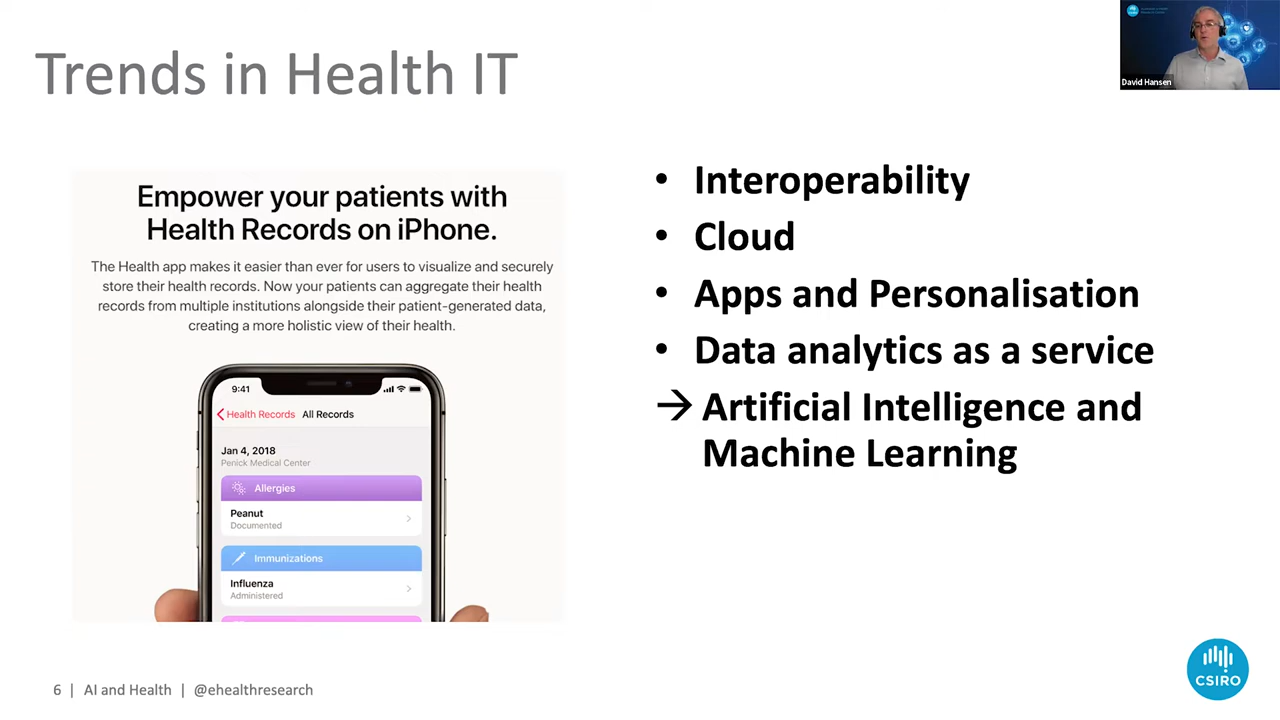 Trends in Health IT
David Hansen
Empower your patients with
Health Records on iPhone.
The Health app makes it easier than ever for users to visualize and securely
store their health records. Now your patients can aggregate their health
records from multiple institutions alongside their patient-generated data,
creating a more holistic view of their health.
9:41
Health Records All Records
Jan 4, 2018
Penick Medical Center
Allergies
Peanut
Documented
Immunizations
Influenza
Administered
• Interoperability
• Cloud
• Apps and Personalisation
• Data analytics as a service
→ Artificial Intelligence and
Machine Learning
6 | AI and Health | @ehealthresearch
CSIRO